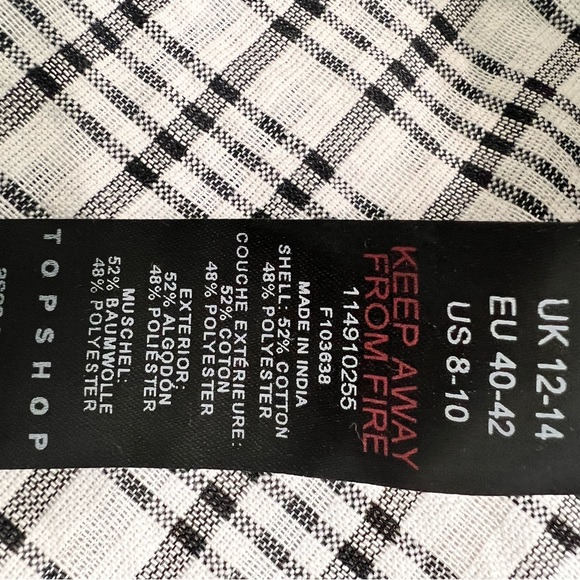 UK 12-14
EU 40-42
US 8-10
KEEP AWAY
FROM FIRE
114910255
F103638
MADE IN INDIA
SHELL: 52% COTTON
48% POLYESTER
COUCHE EXTÉRIEURE:
52% COTON
48% POLYESTER
EXTERIOR:
52% ALGODÓN
48% POLIESTER
MUSCHEL:
52% BAUMWOLLE
48% POLYESTER
TOPSHOP